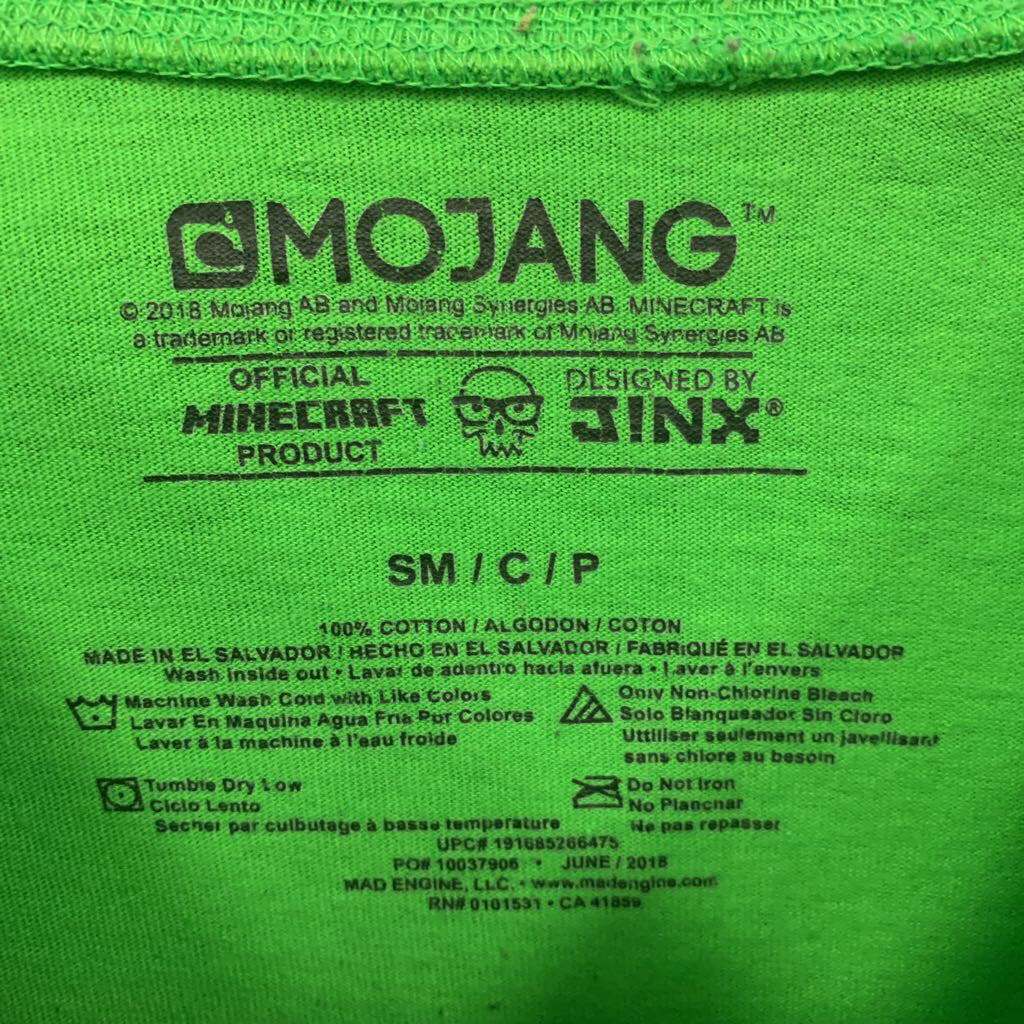 MOJANG™
© 2018 Mojang AB and Mojang Synergies AB. MINECRAFT is
a trademark or registered trademark of Mojang Synergies AB
OFFICIAL
MINECRAFT
PRODUCT
DESIGNED BY
J!NX®
SM / C / P
100% COTTON / ALGODON / COTON
MADE IN EL SALVADOR / HECHO EN EL SALVADOR / FABRIQUÉ EN EL SALVADOR
Wash inside out • Lavar de adentro hacia afuera • Laver à l'envers
Machine Wash Cold with Like Colors
Lavar En Maquina Agua Fria Por Colores
Laver à la machine à l'eau froide
Only Non-Chlorine Bleach
Solo Blanqueador Sin Cloro
Uttiliser seulement un javellisant
sans chlore au besoin
Tumble Dry Low
Ciclo Lento
Secher par culbutage à basse temperature
Do Not Iron
No Planchar
Ne pas repasser
UPC# 191685266475
PO# 10037906 • JUNE / 2018
MAD ENGINE, LLC. • www.madengine.com
RN# 0101531 • CA 41859